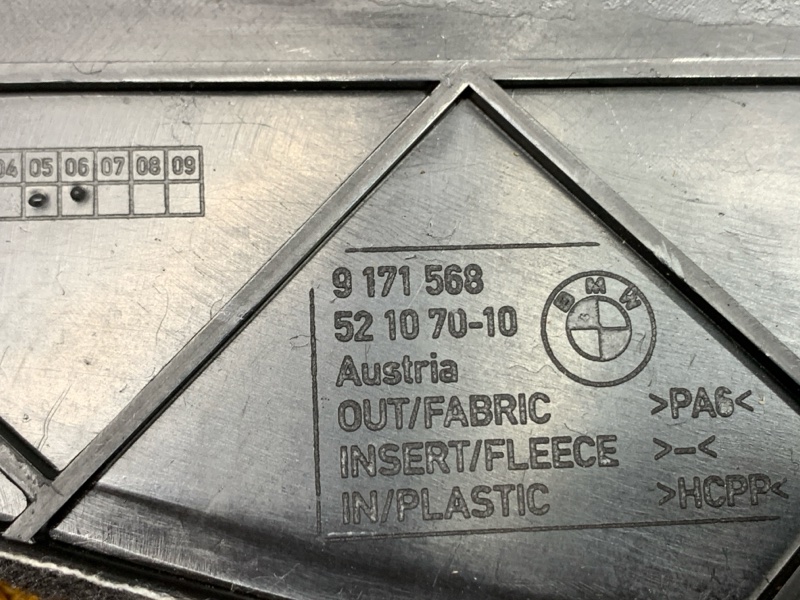 04 05 06 07 08 09
9 171 568
52 10 70-10
BMW
Austria
OUT/FABRIC >PA6<
INSERT/FLEECE >-<
IN/PLASTIC >HCPP<